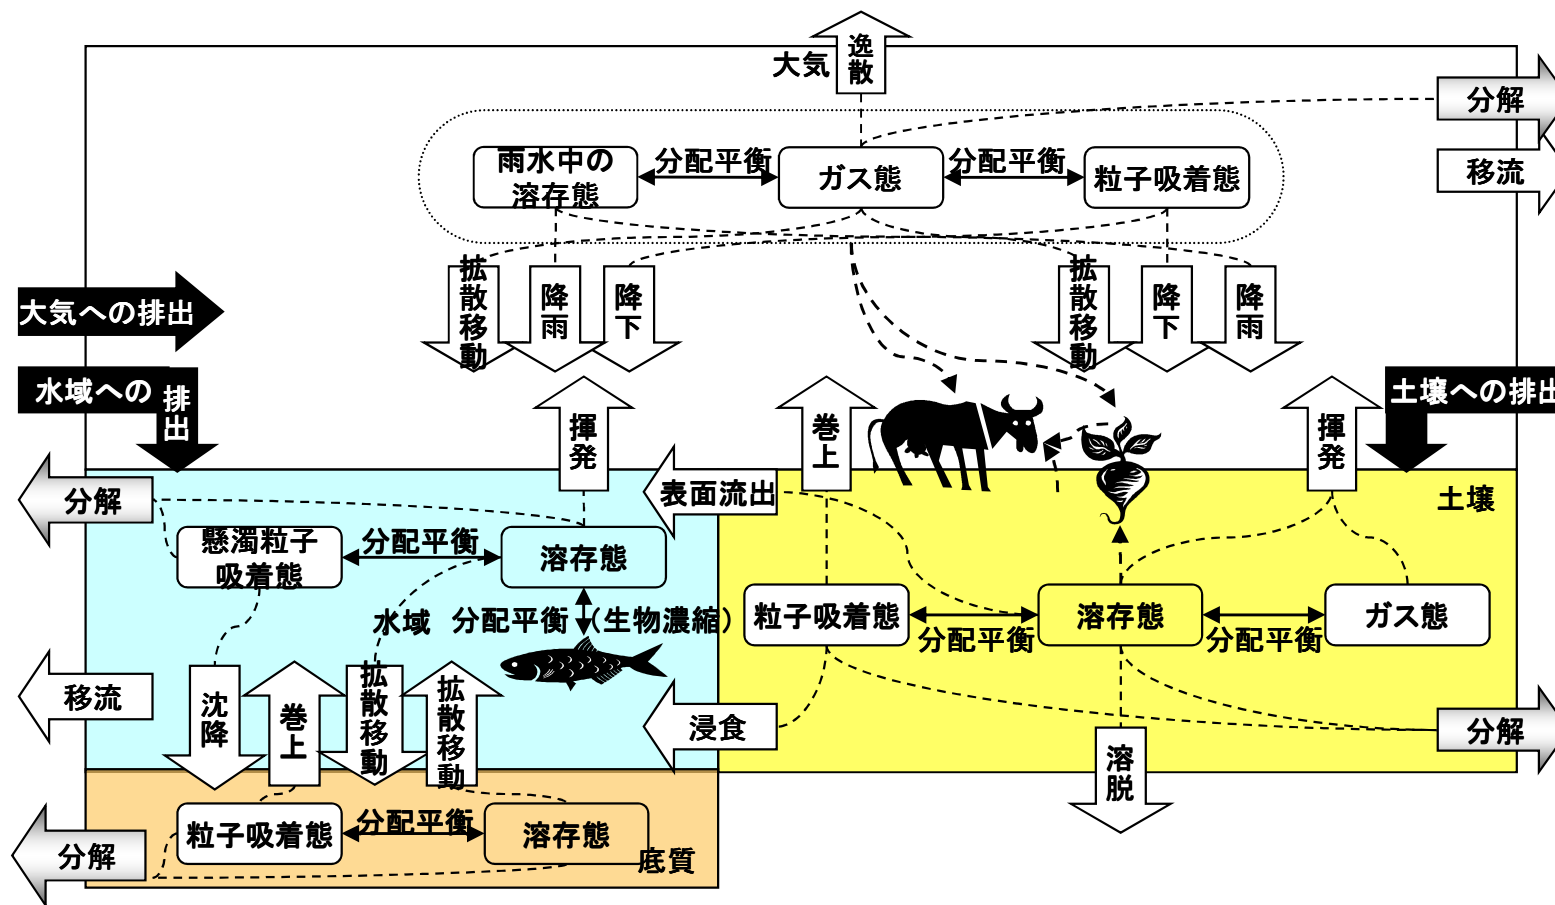 逸散
大気
分解
雨水中の
溶存態
分配平衡
ガス態
分配平衡
粒子吸着態
移流
拡散移動
降雨
降下
拡散移動
降下
降雨
大気への排出
水域への
排出
土壌への排出
揮発
巻上
揮発
分解
表面流出
土壌
懸濁粒子
吸着態
分配平衡
溶存態
水域
分配平衡（生物濃縮）
粒子吸着態
分配平衡
溶存態
分配平衡
ガス態
移流
沈降
巻上
拡散移動
拡散移動
浸食
分解
溶脱
分解
粒子吸着態
分配平衡
溶存態
底質